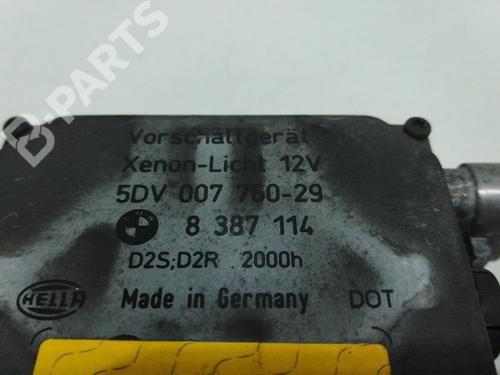 B-PARTS
Vorschaltgerät
Xenon-Licht 12V
5DV 007 760-29
8 387 114
D2S;D2R 2000h
HELLA Made in Germany DOT